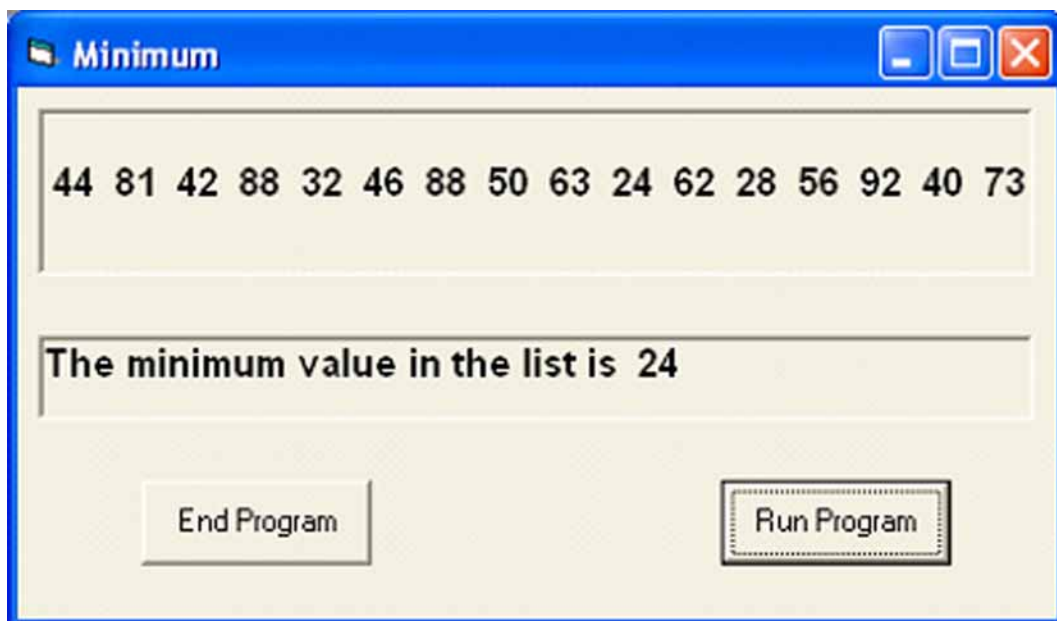 Minimum
44 81 42 88 32 46 88 50 63 24 62 28 56 92 40 73
The minimum value in the list is 24
End Program Run Program